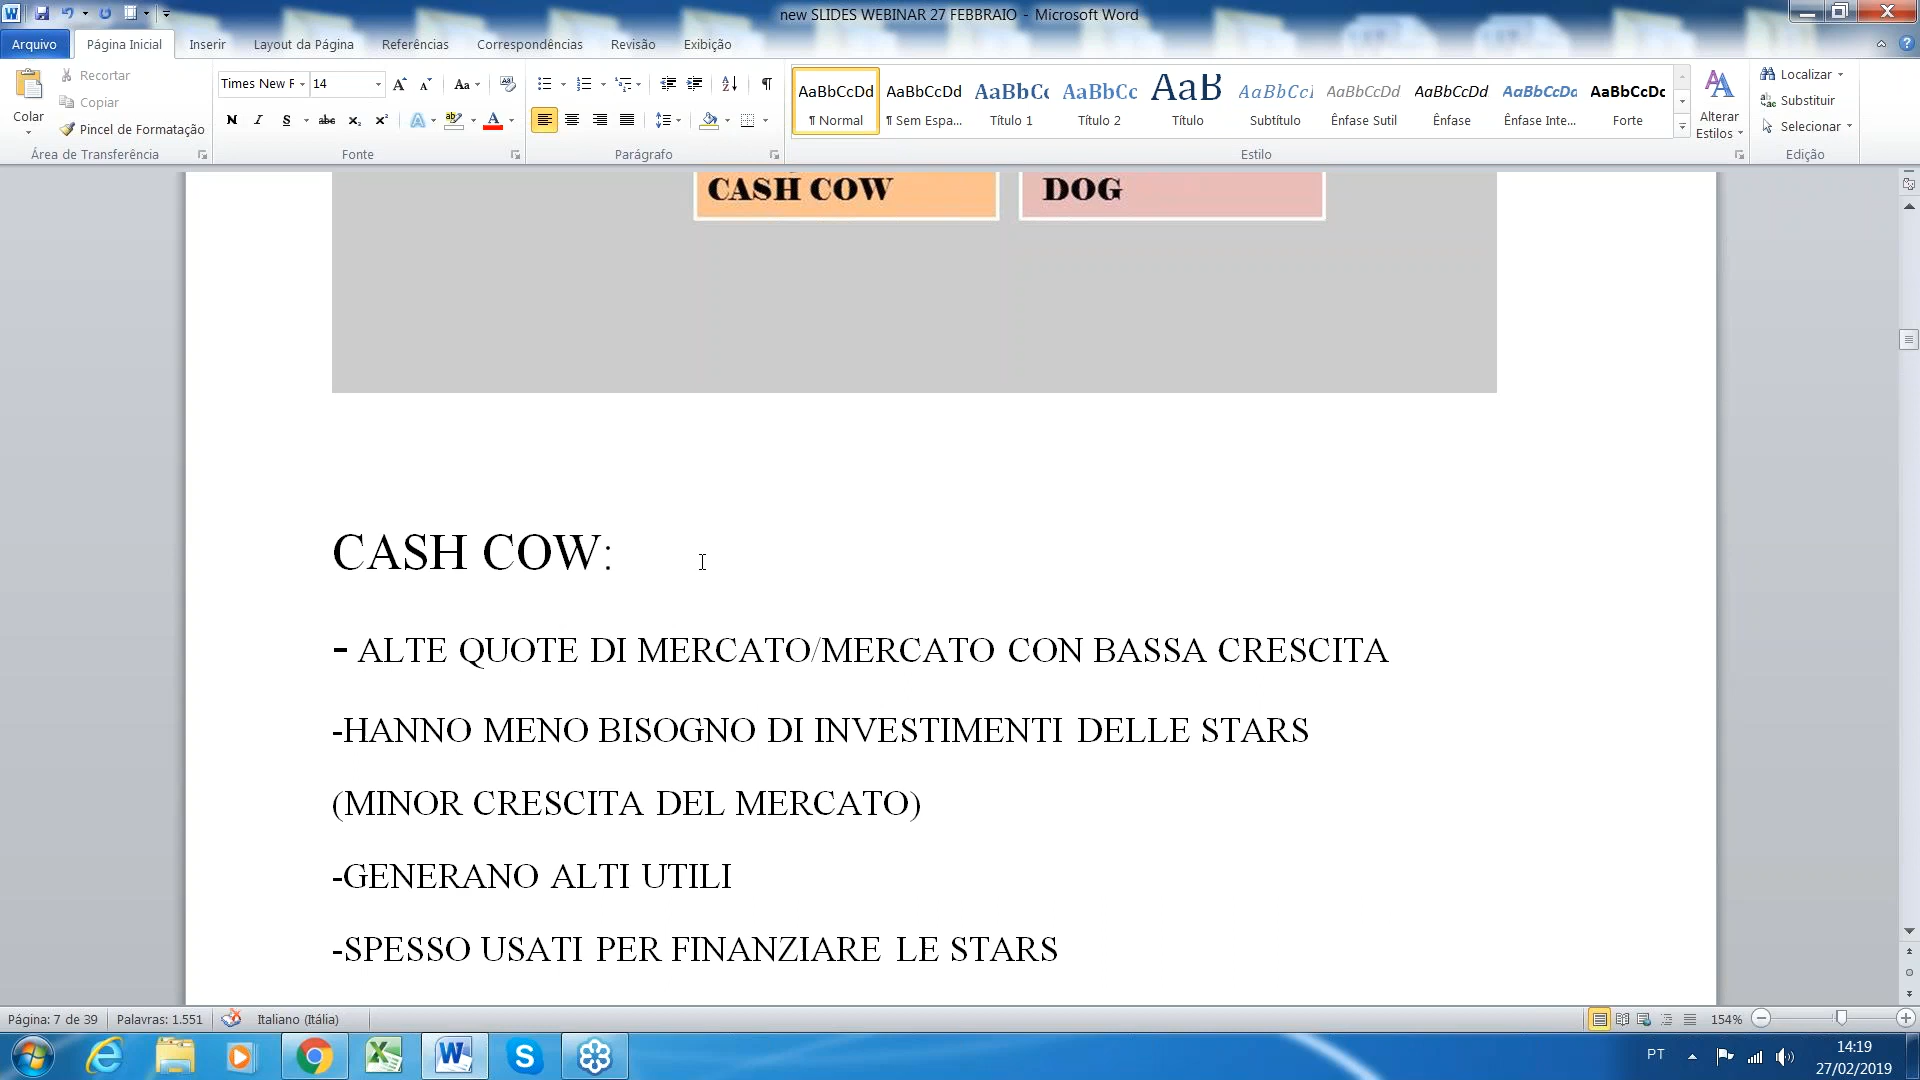 new SLIDES WEBINAR 27 FEBBRAIO - Microsoft Word
Arquivo Página Inicial Inserir Layout da Página Referências Correspondências Revisão Exibição
Colar
Recortar
Copiar
Pincel de Formatação
Área de Transferência
Times New F 14
Aa
N I S abc x₂ x² A ab A
Fonte
Parágrafo
AaBbCcDd AaBbCcDd AaBbCc AaBbCc AaB AaBbCcI AaBbCcDd AaBbCcDd AaBbCcDd AaBbCcDc
¶ Normal ¶ Sem Espa... Título 1 Título 2 Título Subtítulo Ênfase Sutil Ênfase Ênfase Inte... Forte
Estilo
Alterar
Estilos
Localizar
Substituir
Selecionar
Edição
CASH COW DOG
CASH COW:
- ALTE QUOTE DI MERCATO/MERCATO CON BASSA CRESCITA
-HANNO MENO BISOGNO DI INVESTIMENTI DELLE STARS
(MINOR CRESCITA DEL MERCATO)
-GENERANO ALTI UTILI
-SPESSO USATI PER FINANZIARE LE STARS
Página: 7 de 39 Palavras: 1.551 Italiano (Itália) 154%
PT 14:19
27/02/2019